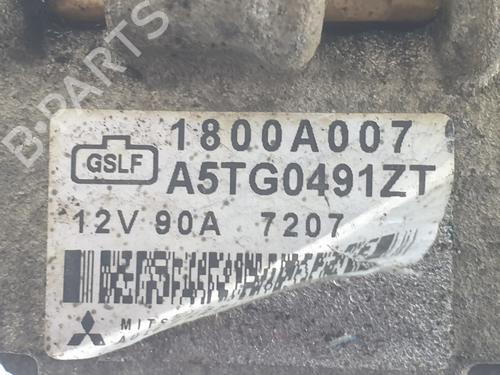 B-PARTS
1800A007
GSLF
A5TG0491ZT
12V 90A 7207